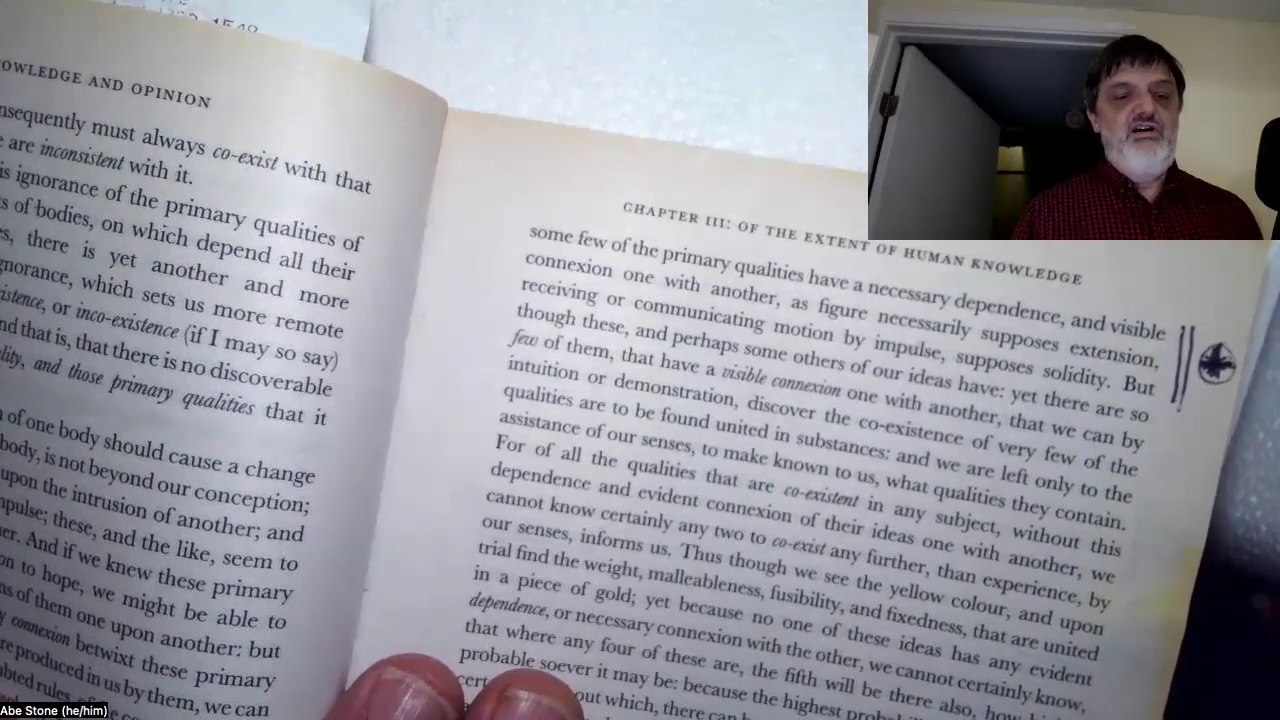 OWLEDGE AND OPINION
nsequently must always co-exist with that
e are inconsistent with it.
is ignorance of the primary qualities of
ts of bodies, on which depend all their
es, there is yet another and more
gnorance, which sets us more remote
istence, or inco-existence (if I may so say)
nd that is, that there is no discoverable
ality, and those primary qualities that it
n of one body should cause a change
body, is not beyond our conception;
upon the intrusion of another; and
mpulse; these, and the like, seem to
her. And if we knew these primary
on to hope, we might be able to
ns of them one upon another: but
y connexion betwixt these primary
re produced in us by them, we can
CHAPTER III: OF THE EXTENT OF HUMAN KNOWLEDGE
some few of the primary qualities have a necessary dependence, and visible
connexion one with another, as figure necessarily supposes extension,
receiving or communicating motion by impulse, supposes solidity. But
though these, and perhaps some others of our ideas have: yet there are so
few of them, that have a visible connexion one with another, that we can by
intuition or demonstration, discover the co-existence of very few of the
qualities are to be found united in substances: and we are left only to the
assistance of our senses, to make known to us, what qualities they contain.
For of all the qualities that are co-existent in any subject, without this
dependence and evident connexion of their ideas one with another, we
cannot know certainly any two to co-exist any further, than experience, by
our senses, informs us. Thus though we see the yellow colour, and upon
trial find the weight, malleableness, fusibility, and fixedness, that are united
in a piece of gold; yet because no one of these ideas has any evident
dependence, or necessary connexion with the other, we cannot certainly know,
that where any four of these are, the fifth will be there also, how
probable soever it may be: because the highest
out which, there can
Abe Stone (he/him)